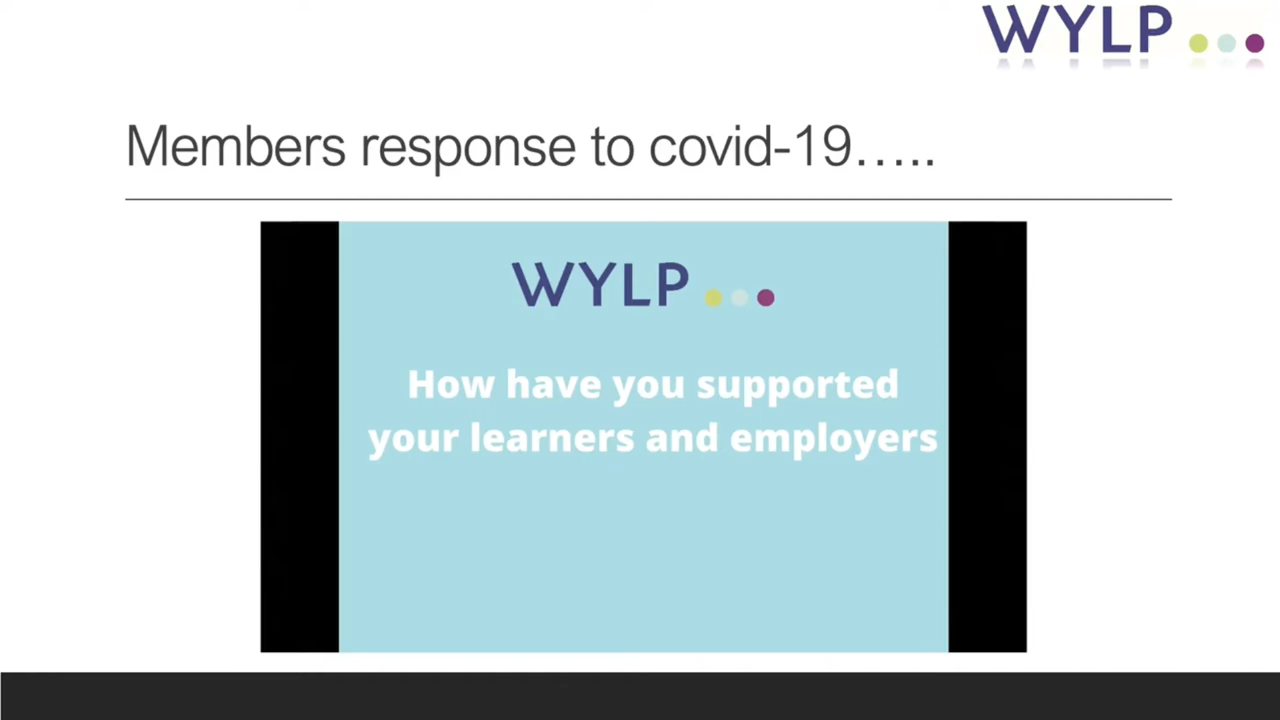 WYLP
Members response to covid-19.....
WYLP
How have you supported
your learners and employers